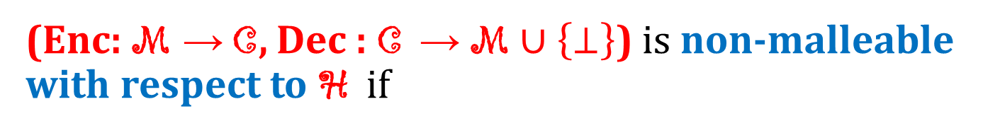 (Enc: ℳ → 𝒞, Dec : 𝒞 → ℳ ∪ {⊥}) is non-malleable
with respect to ℋ if